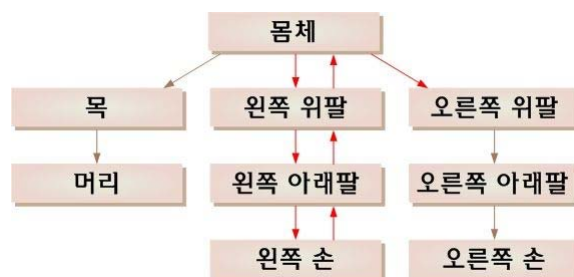 몸체
목
왼쪽 위팔
오른쪽 위팔
머리
왼쪽 아래팔
오른쪽 아래팔
왼쪽 손
오른쪽 손